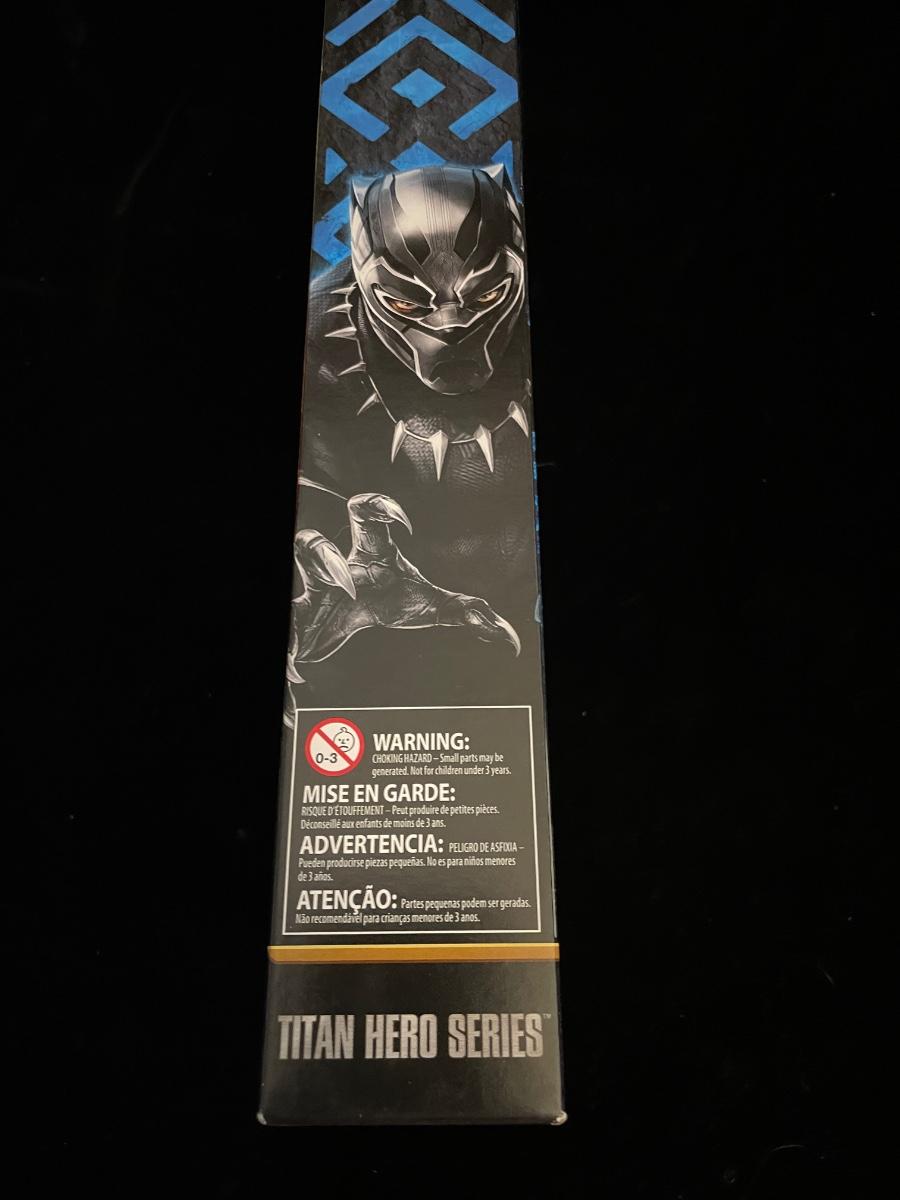 0-3
WARNING:
CHOKING HAZARD – Small parts may be
generated. Not for children under 3 years.
MISE EN GARDE:
RISQUE D'ÉTOUFFEMENT – Peut produire de petites pièces.
Déconseillé aux enfants de moins de 3 ans.
ADVERTENCIA: PELIGRO DE ASFIXIA –
Pueden producirse piezas pequeñas. No es para niños menores
de 3 años.
ATENÇÃO: Partes pequenas podem ser geradas.
Não recomendável para crianças menores de 3 anos.
TITAN HERO SERIES™